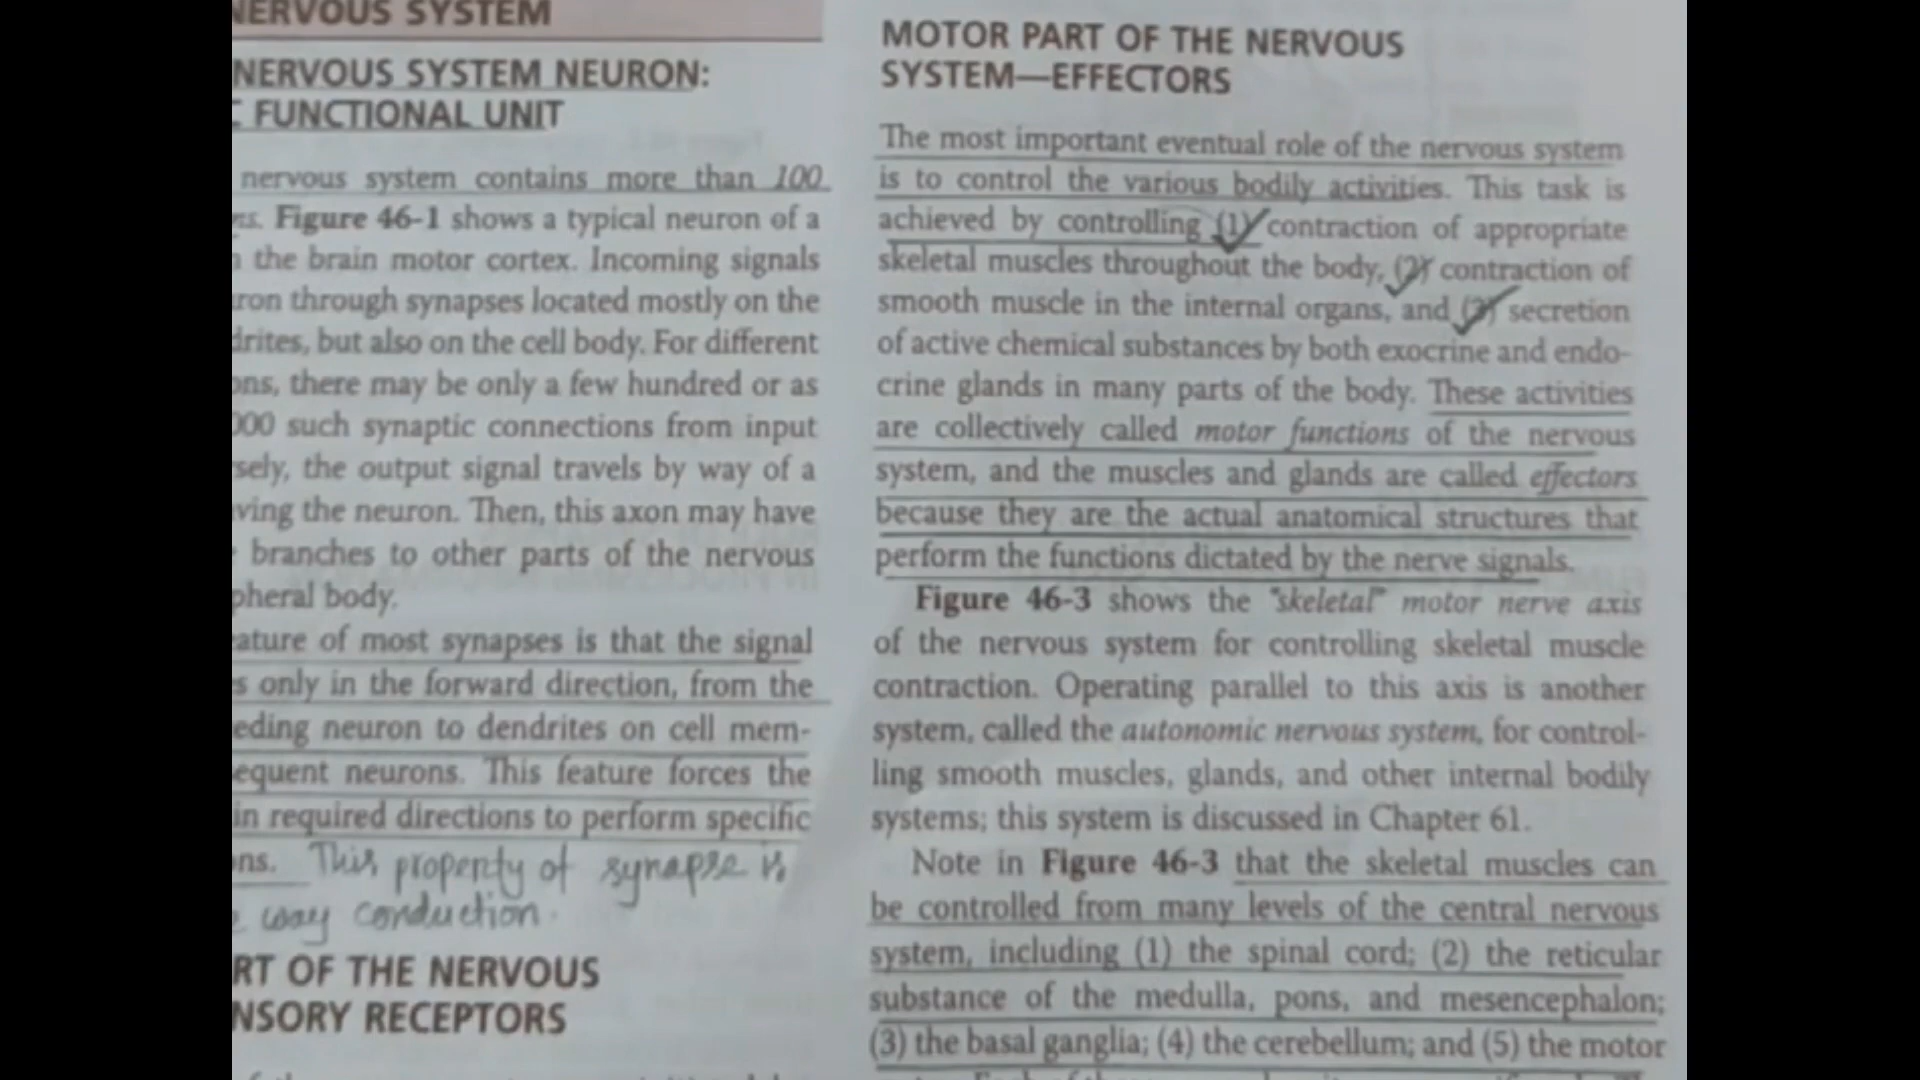 NERVOUS SYSTEM
NERVOUS SYSTEM NEURON:
FUNCTIONAL UNIT
nervous system contains more than 100
Figure 46-1 shows a typical neuron of a
the brain motor cortex. Incoming signals
through synapses located mostly on the
but also on the cell body. For different
there may be only a few hundred or as
000 such synaptic connections from input
the output signal travels by way of a
the neuron. Then, this axon may have
branches to other parts of the nervous
body.
of most synapses is that the signal
only in the forward direction, from the
neuron to dendrites on cell mem-
neurons. This feature forces the
in required directions to perform specific
This property of synapse is
way conduction.
OF THE NERVOUS
RECEPTORS
MOTOR PART OF THE NERVOUS
SYSTEM—EFFECTORS
The most important eventual role of the nervous system
is to control the various bodily activities. This task is
achieved by controlling (1) contraction of appropriate
skeletal muscles throughout the body, (2) contraction of
smooth muscle in the internal organs, and (3) secretion
of active chemical substances by both exocrine and endo-
crine glands in many parts of the body. These activities
are collectively called motor functions of the nervous
system, and the muscles and glands are called effectors
because they are the actual anatomical structures that
perform the functions dictated by the nerve signals.
Figure 46-3 shows the "skeletal" motor nerve axis
of the nervous system for controlling skeletal muscle
contraction. Operating parallel to this axis is another
system, called the autonomic nervous system, for control-
ling smooth muscles, glands, and other internal bodily
systems; this system is discussed in Chapter 61.
Note in Figure 46-3 that the skeletal muscles can
be controlled from many levels of the central nervous
system, including (1) the spinal cord; (2) the reticular
substance of the medulla, pons, and mesencephalon;
(3) the basal ganglia; (4) the cerebellum; and (5) the motor